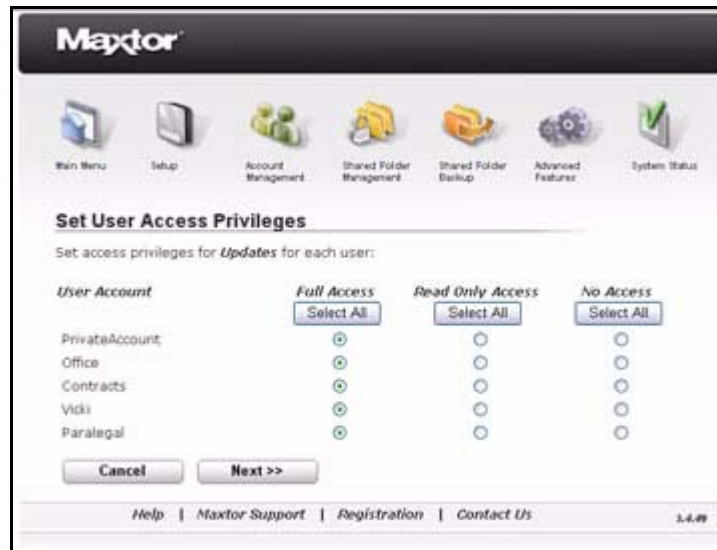 Maxtor
Main Menu
Setup
Account Management
Shared Folder Management
Shared Folder Backup
Advanced Features
System Status
Set User Access Privileges
Set access privileges for Updates for each user:
User Account Full Access Read Only Access No Access
Select All Select All Select All
PrivateAccount
Office
Contracts
Vicki
Paralegal
Cancel Next >>
Help | Maxtor Support | Registration | Contact Us